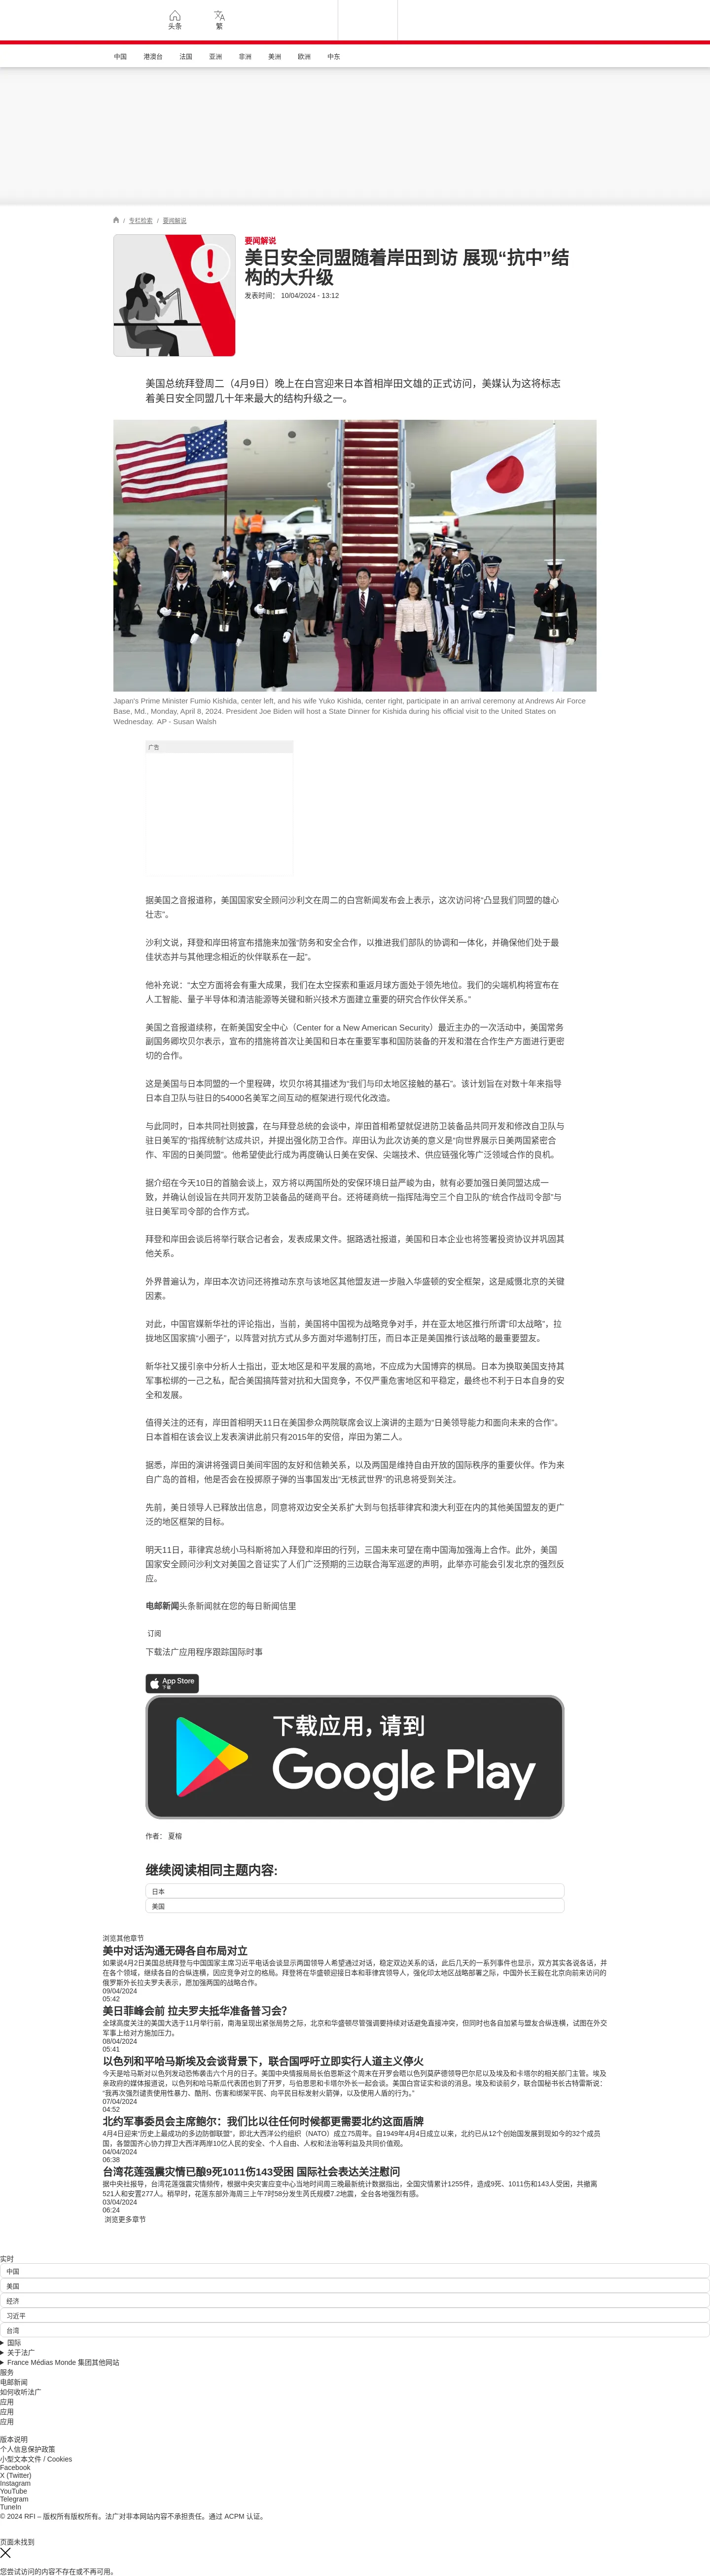 头条
繁
中国 港澳台 法国 亚洲 非洲 美洲 欧洲 中东
/ 专栏检索 / 要闻解说
要闻解说
美日安全同盟随着岸田到访 展现“抗中”结
构的大升级
发表时间： 10/04/2024 - 13:12
美国总统拜登周二（4月9日）晚上在白宫迎来日本首相岸田文雄的正式访问，美媒认为这将标志
着美日安全同盟几十年来最大的结构升级之一。
Japan's Prime Minister Fumio Kishida, center left, and his wife Yuko Kishida, center right, participate in an arrival ceremony at Andrews Air Force
Base, Md., Monday, April 8, 2024. President Joe Biden will host a State Dinner for Kishida during his official visit to the United States on
Wednesday. AP - Susan Walsh
广告
据美国之音报道称，美国国家安全顾问沙利文在周二的白宫新闻发布会上表示，这次访问将“凸显我们同盟的雄心
壮志”。
沙利文说，拜登和岸田将宣布措施来加强“防务和安全合作，以推进我们部队的协调和一体化，并确保他们处于最
佳状态并与其他理念相近的伙伴联系在一起”。
他补充说：“太空方面将会有重大成果，我们在太空探索和重返月球方面处于领先地位。我们的尖端机构将宣布在
人工智能、量子半导体和清洁能源等关键和新兴技术方面建立重要的研究合作伙伴关系。”
美国之音报道续称，在新美国安全中心（Center for a New American Security）最近主办的一次活动中，美国常务
副国务卿坎贝尔表示，宣布的措施将首次让美国和日本在重要军事和国防装备的开发和潜在合作生产方面进行更密
切的合作。
这是美国与日本同盟的一个里程碑，坎贝尔将其描述为“我们与印太地区接触的基石”。该计划旨在对数十年来指导
日本自卫队与驻日的54000名美军之间互动的框架进行现代化改造。
与此同时，日本共同社则披露，在与拜登总统的会谈中，岸田首相希望就促进防卫装备品共同开发和修改自卫队与
驻日美军的“指挥统制”达成共识，并提出强化防卫合作。岸田认为此次访美的意义是“向世界展示日美两国紧密合
作、牢固的日美同盟”。他希望使此行成为再度确认日美在安保、尖端技术、供应链强化等广泛领域合作的良机。
据介绍在今天10日的首脑会谈上，双方将以两国所处的安保环境日益严峻为由，就有必要加强日美同盟达成一
致，并确认创设旨在共同开发防卫装备品的磋商平台。还将磋商统一指挥陆海空三个自卫队的“统合作战司令部”与
驻日美军司令部的合作方式。
拜登和岸田会谈后将举行联合记者会，发表成果文件。据路透社报道，美国和日本企业也将签署投资协议并巩固其
他关系。
外界普遍认为，岸田本次访问还将推动东京与该地区其他盟友进一步融入华盛顿的安全框架，这是威慑北京的关键
因素。
对此，中国官媒新华社的评论指出，当前，美国将中国视为战略竞争对手，并在亚太地区推行所谓“印太战略”，拉
拢地区国家搞“小圈子”，以阵营对抗方式从多方面对华遏制打压，而日本正是美国推行该战略的最重要盟友。
新华社又援引亲中分析人士指出，亚太地区是和平发展的高地，不应成为大国博弈的棋局。日本为换取美国支持其
军事松绑的一己之私，配合美国搞阵营对抗和大国竞争，不仅严重危害地区和平稳定，最终也不利于日本自身的安
全和发展。
值得关注的还有，岸田首相明天11日在美国参众两院联席会议上演讲的主题为“日美领导能力和面向未来的合作”。
日本首相在该会议上发表演讲此前只有2015年的安倍，岸田为第二人。
据悉，岸田的演讲将强调日美间牢固的友好和信赖关系，以及两国是维持自由开放的国际秩序的重要伙伴。作为来
自广岛的首相，他是否会在投掷原子弹的当事国发出“无核武世界”的讯息将受到关注。
先前，美日领导人已释放出信息，同意将双边安全关系扩大到与包括菲律宾和澳大利亚在内的其他美国盟友的更广
泛的地区框架的目标。
明天11日，菲律宾总统小马科斯将加入拜登和岸田的行列，三国未来可望在南中国海加强海上合作。此外，美国
国家安全顾问沙利文对美国之音证实了人们广泛预期的三边联合海军巡逻的声明，此举亦可能会引发北京的强烈反
应。
电邮新闻头条新闻就在您的每日新闻信里
订阅
下载法广应用程序跟踪国际时事
App Store
下载
下载应用，请到
Google Play
作者： 夏榕
继续阅读相同主题内容:
日本
美国
浏览其他章节
美中对话沟通无碍各自布局对立
如果说4月2日美国总统拜登与中国国家主席习近平电话会谈显示两国领导人希望通过对话，稳定双边关系的话，此后几天的一系列事件也显示，双方其实各说各话，并
在各个领域，继续各自的合纵连横，因应竞争对立的格局。拜登将在华盛顿迎接日本和菲律宾领导人，强化印太地区战略部署之际，中国外长王毅在北京向前来访问的
俄罗斯外长拉夫罗夫表示，愿加强两国的战略合作。
09/04/2024
05:42
美日菲峰会前 拉夫罗夫抵华准备普习会？
全球高度关注的美国大选于11月举行前，南海呈现出紧张局势之际，北京和华盛顿尽管强调要持续对话避免直接冲突，但同时也各自加紧与盟友合纵连横，试图在外交
军事上给对方施加压力。
08/04/2024
05:41
以色列和平哈马斯埃及会谈背景下，联合国呼吁立即实行人道主义停火
今天是哈马斯对以色列发动恐怖袭击六个月的日子。美国中央情报局局长伯恩斯这个周末在开罗会晤以色列莫萨德领导巴尔尼以及埃及和卡塔尔的相关部门主管。埃及
亲政府的媒体报道说，以色列和哈马斯瓜代表团也到了开罗，与伯恩思和卡塔尔外长一起会谈。美国白宫证实和谈的消息。埃及和谈前夕，联合国秘书长古特雷斯说：
“我再次强烈谴责使用性暴力、酷刑、伤害和绑架平民、向平民目标发射火箭弹，以及使用人盾的行为。”
07/04/2024
04:52
北约军事委员会主席鲍尔：我们比以往任何时候都更需要北约这面盾牌
4月4日迎来“历史上最成功的多边防御联盟”，即北大西洋公约组织（NATO）成立75周年。自1949年4月4日成立以来，北约已从12个创始国发展到现如今的32个成员
国，各盟国齐心协力捍卫大西洋两岸10亿人民的安全、个人自由、人权和法治等利益及共同价值观。
04/04/2024
06:38
台湾花莲强震灾情已酿9死1011伤143受困 国际社会表达关注慰问
据中央社报导，台湾花莲强震灾情频传，根据中央灾害应变中心当地时间周三晚最新统计数据指出，全国灾情累计1255件，造成9死、1011伤和143人受困，共撤离
521人和安置277人。稍早时，花莲东部外海周三上午7时58分发生芮氏规模7.2地震，全台各地强烈有感。
03/04/2024
06:24
浏览更多章节
实时
中国
美国
经济
习近平
台湾
国际
关于法广
France Médias Monde 集团其他网站
服务
电邮新闻
如何收听法广
应用
应用
应用
版本说明
个人信息保护政策
小型文本文件 / Cookies
Facebook
X (Twitter)
Instagram
YouTube
Telegram
TuneIn
© 2024 RFI – 版权所有版权所有。法广对非本网站内容不承担责任。通过 ACPM 认证。
页面未找到
您尝试访问的内容不存在或不再可用。